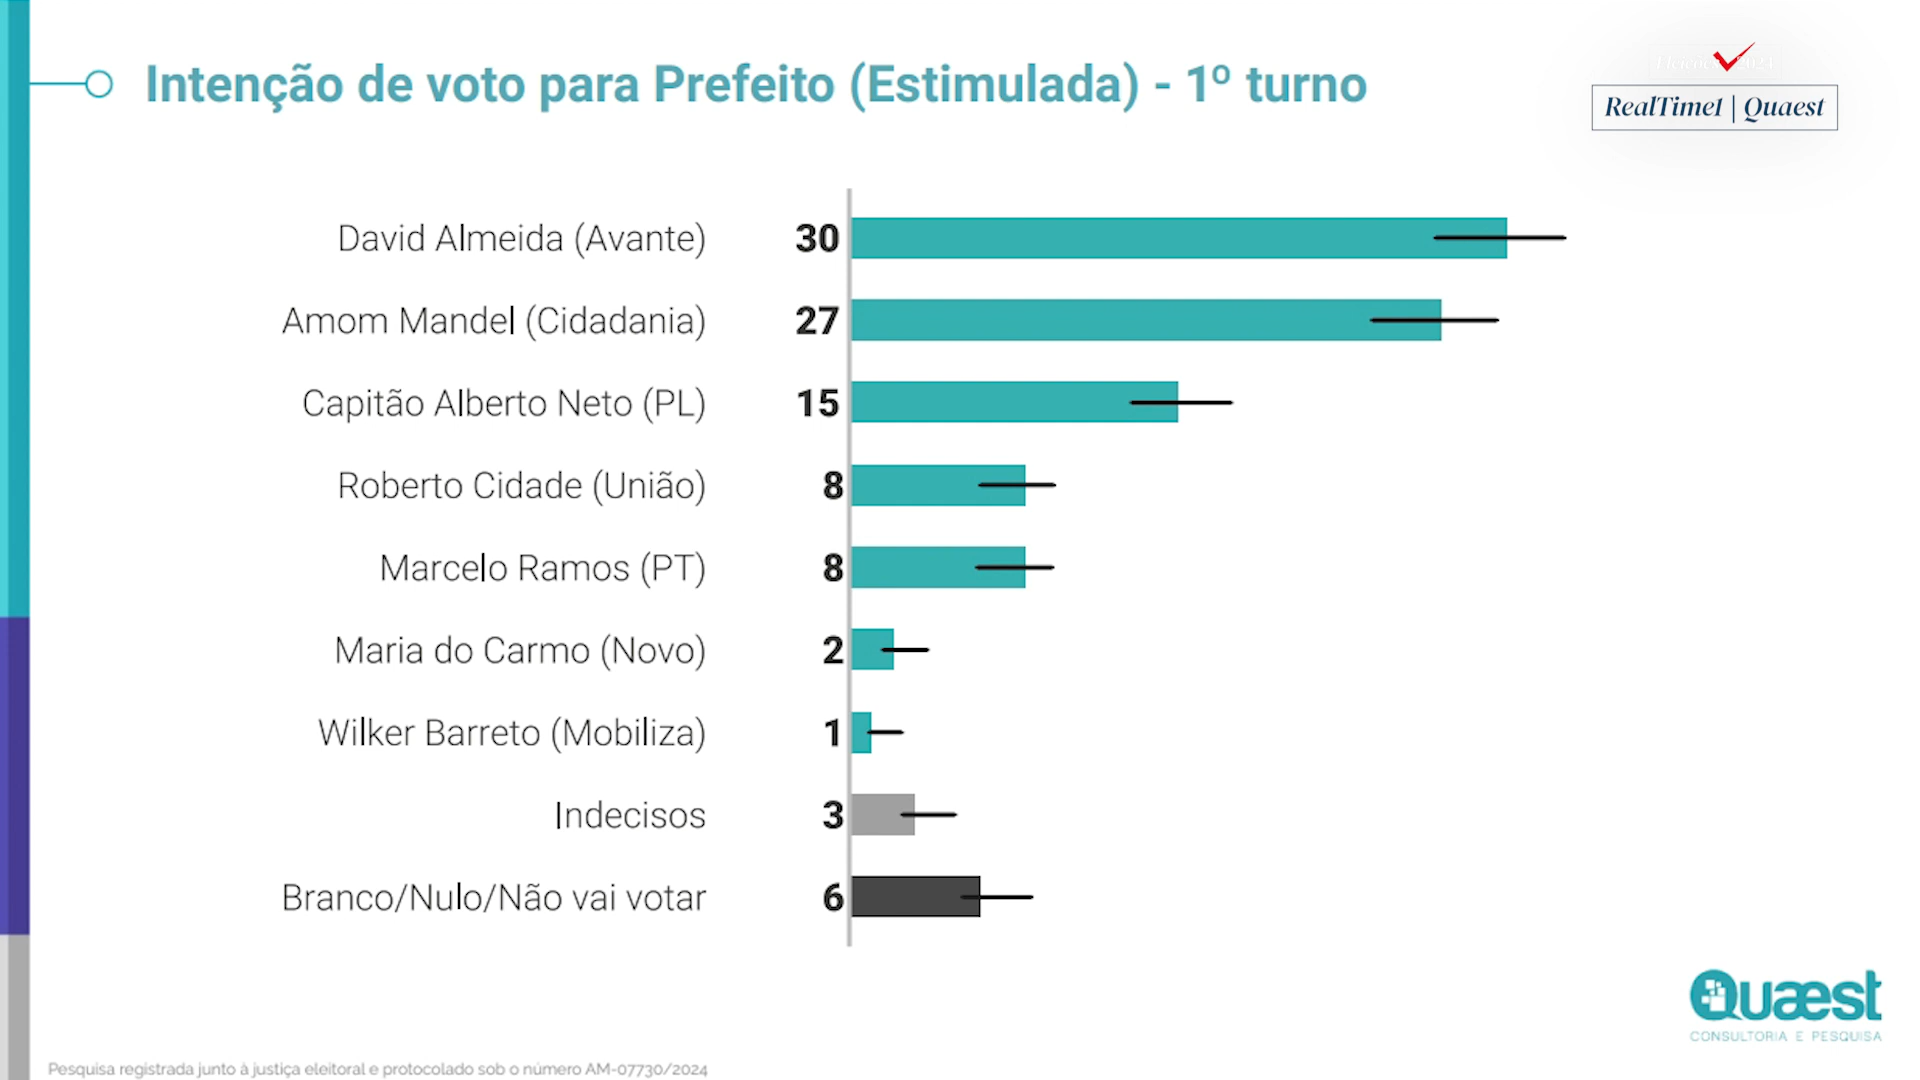 Intenção de voto para Prefeito (Estimulada) - 1º turno
Eleições 2024
RealTime1 | Quaest
David Almeida (Avante) 30
Amom Mandel (Cidadania) 27
Capitão Alberto Neto (PL) 15
Roberto Cidade (União) 8
Marcelo Ramos (PT) 8
Maria do Carmo (Novo) 2
Wilker Barreto (Mobiliza) 1
Indecisos 3
Branco/Nulo/Não vai votar 6
Quaest
CONSULTORIA E PESQUISA
Pesquisa registrada junto à justiça eleitoral e protocolado sob o número AM-07730/2024